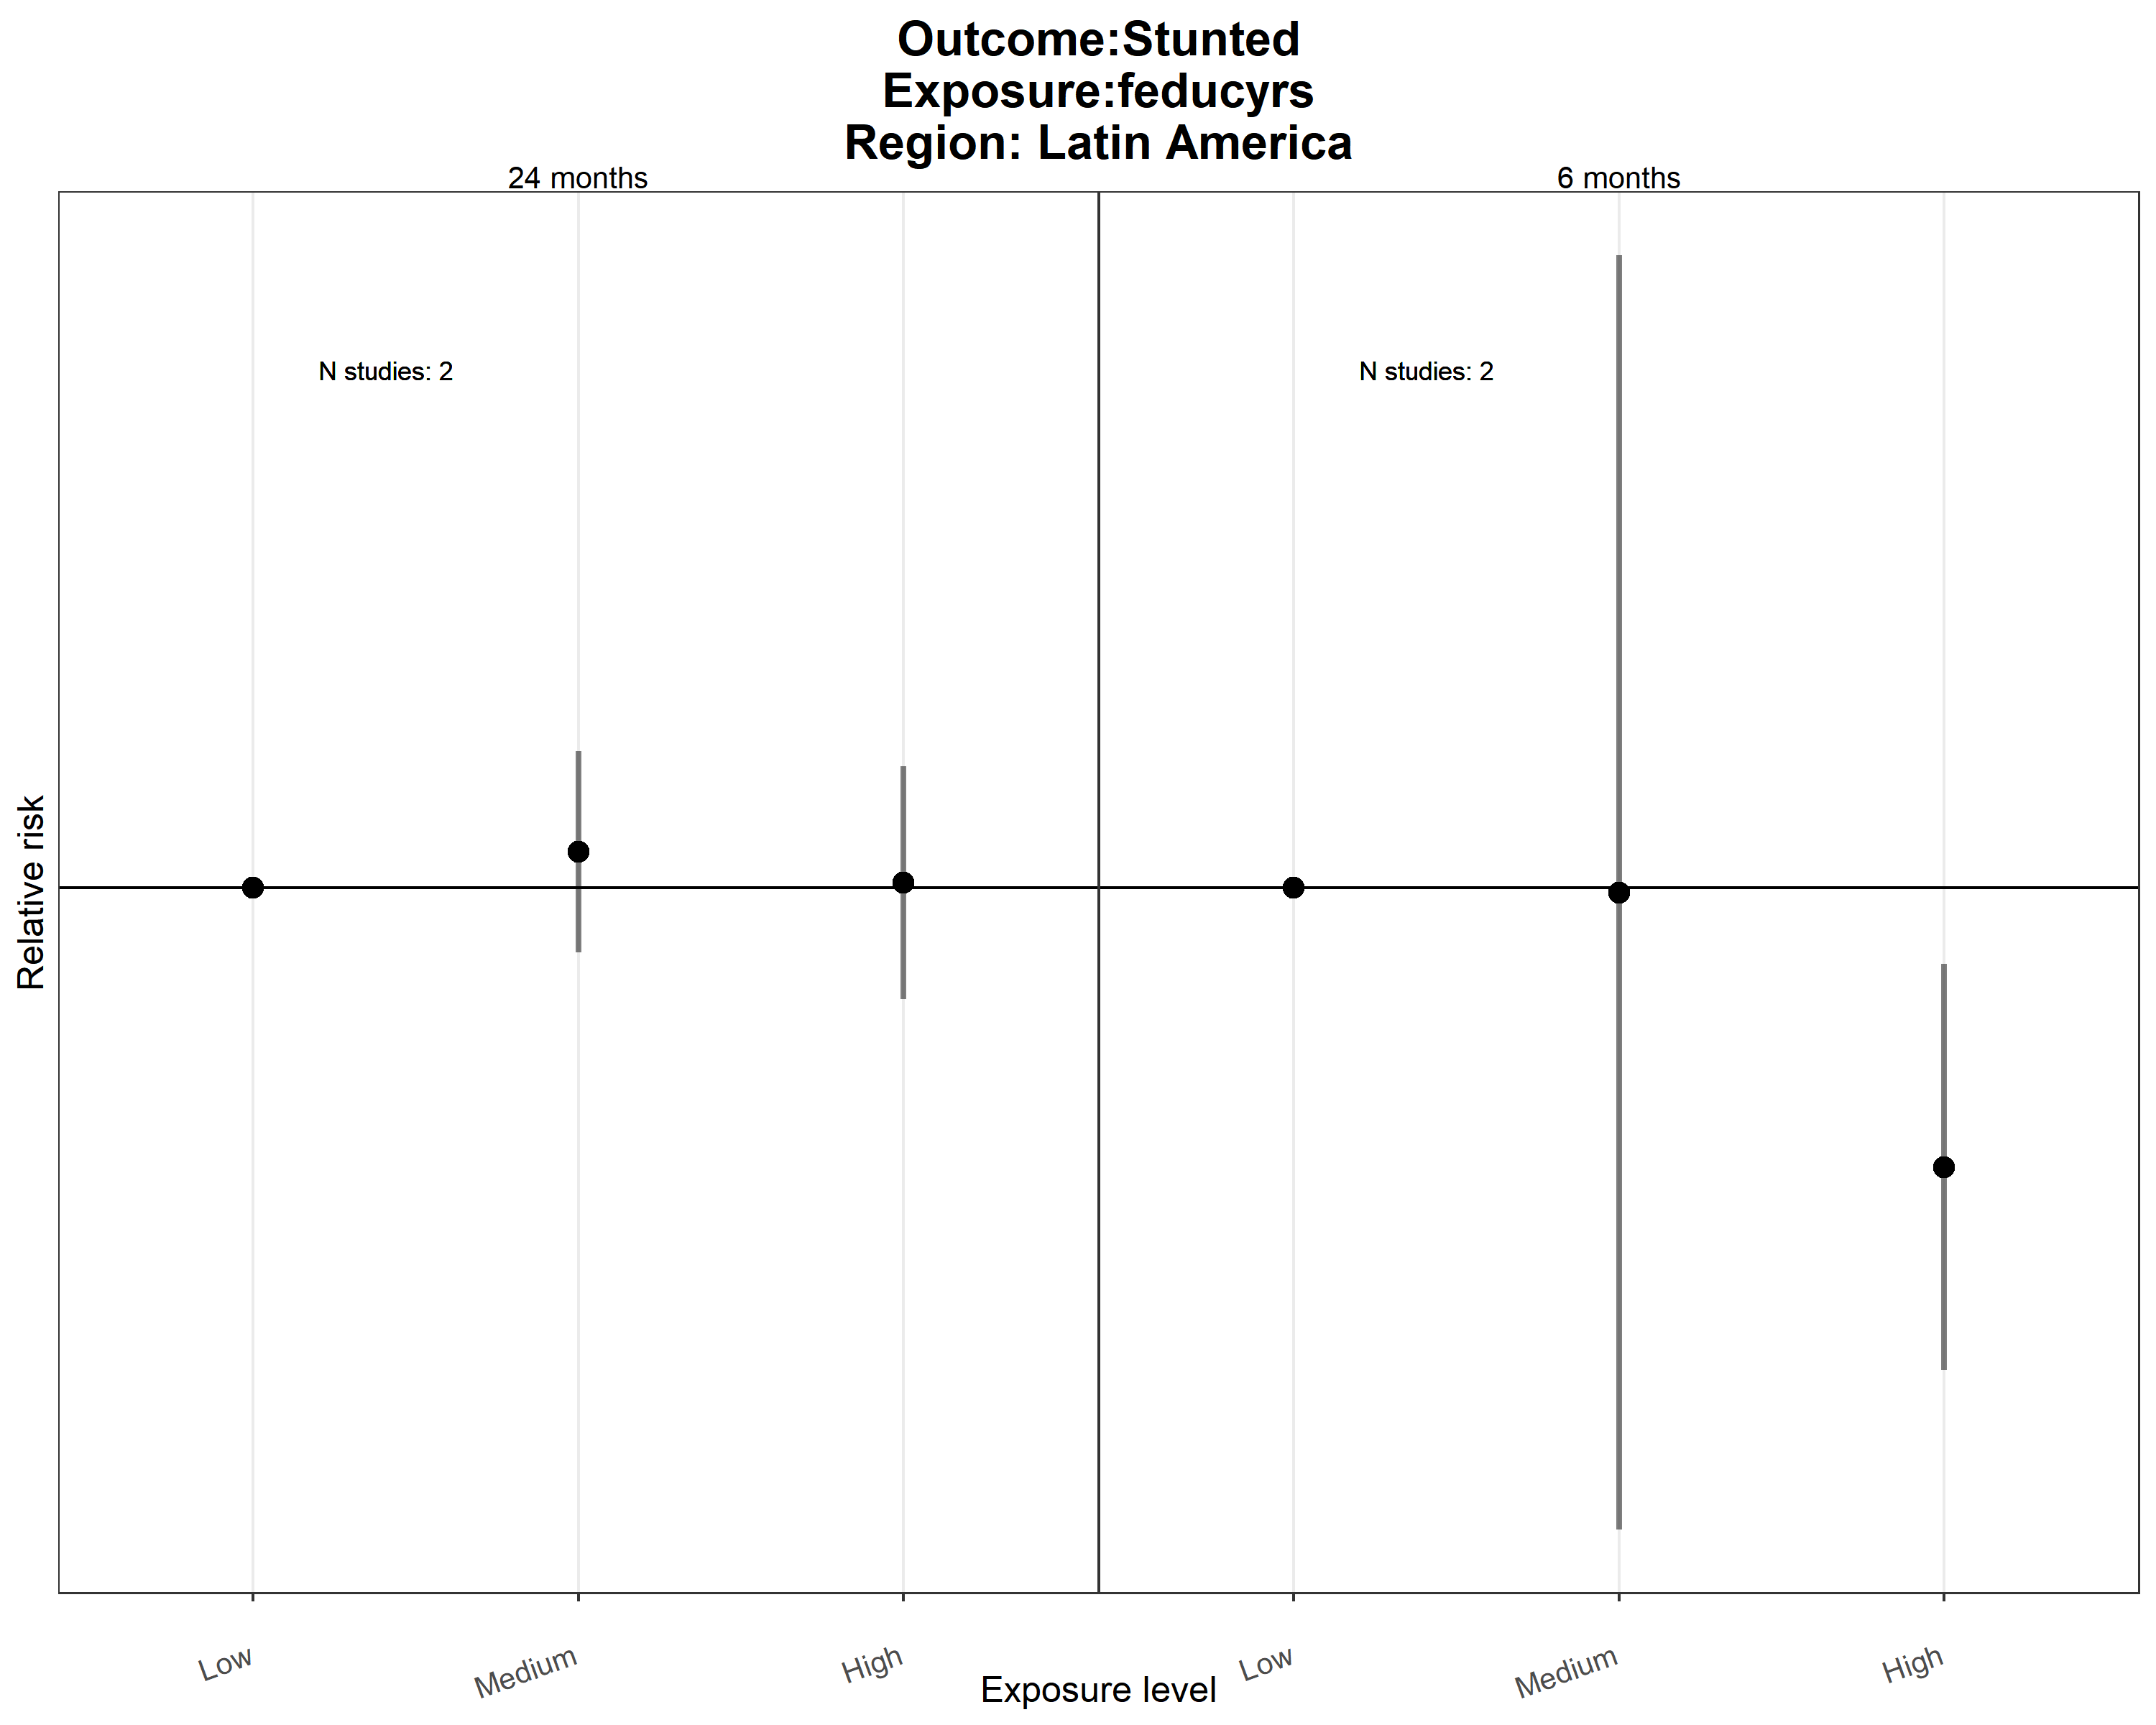 Outcome:Stunted
Exposure:feducyrs
Region: Latin America
24 months
6 months
N studies: 2
N studies: 2
Relative risk
Low
Medium
High
Low
Medium
High
Exposure level